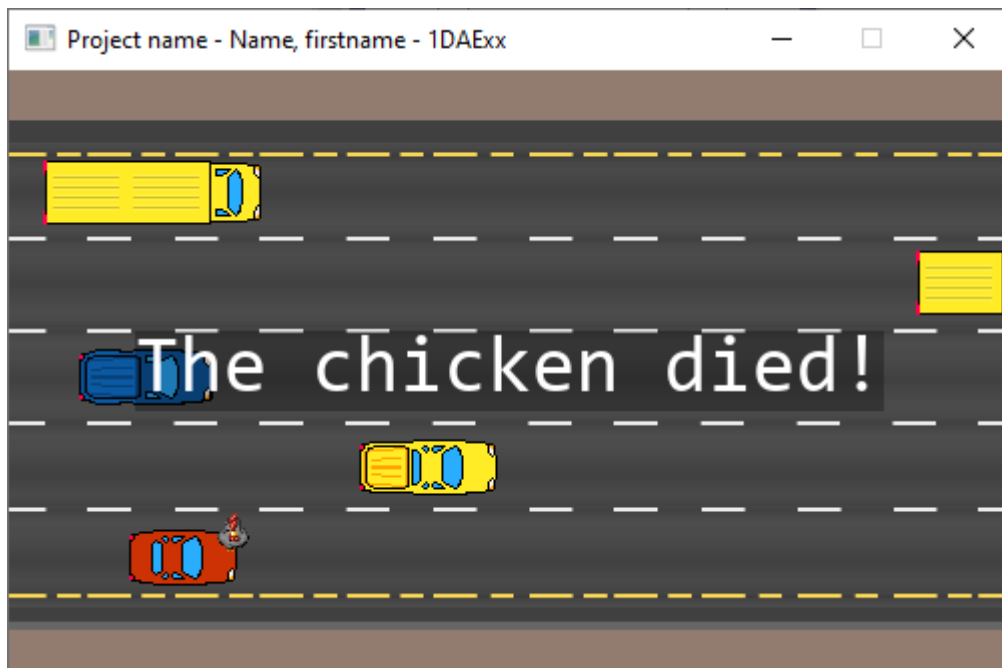 Project name - Name, firstname - 1DAExx
The chicken died!